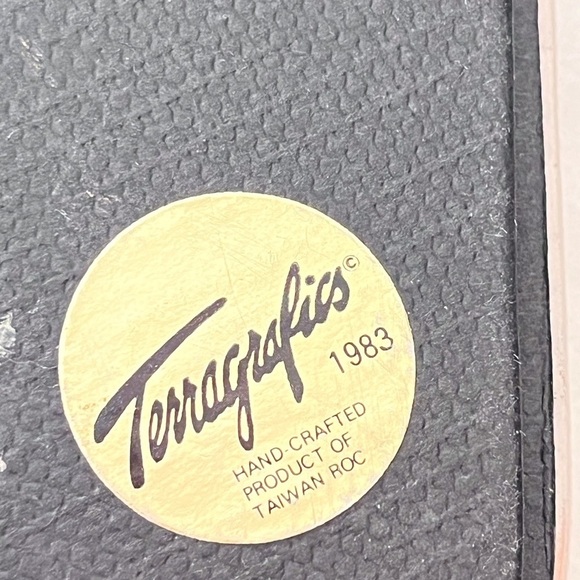 Terragrafics©
1983
HAND-CRAFTED
PRODUCT OF
TAIWAN ROC